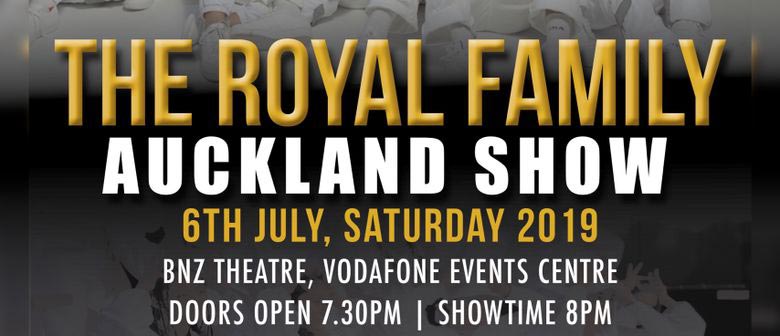 THE ROYAL FAMILY
AUCKLAND SHOW
6TH JULY, SATURDAY 2019
BNZ THEATRE, VODAFONE EVENTS CENTRE
DOORS OPEN 7.30PM | SHOWTIME 8PM